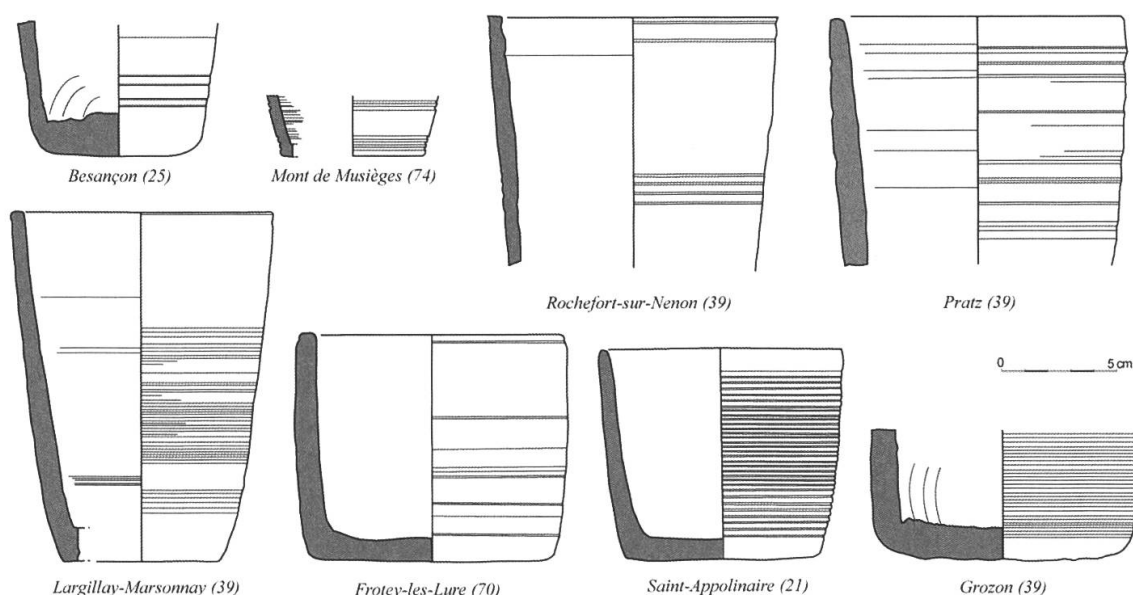 Besançon (25)
Mont de Musièges (74)
Rochefort-sur-Nenon (39)
Pratz (39)
0 5 cm
Largillay-Marsonnay (39)
Frotey-les-Lure (70)
Saint-Appolinaire (21)
Grozon (39)